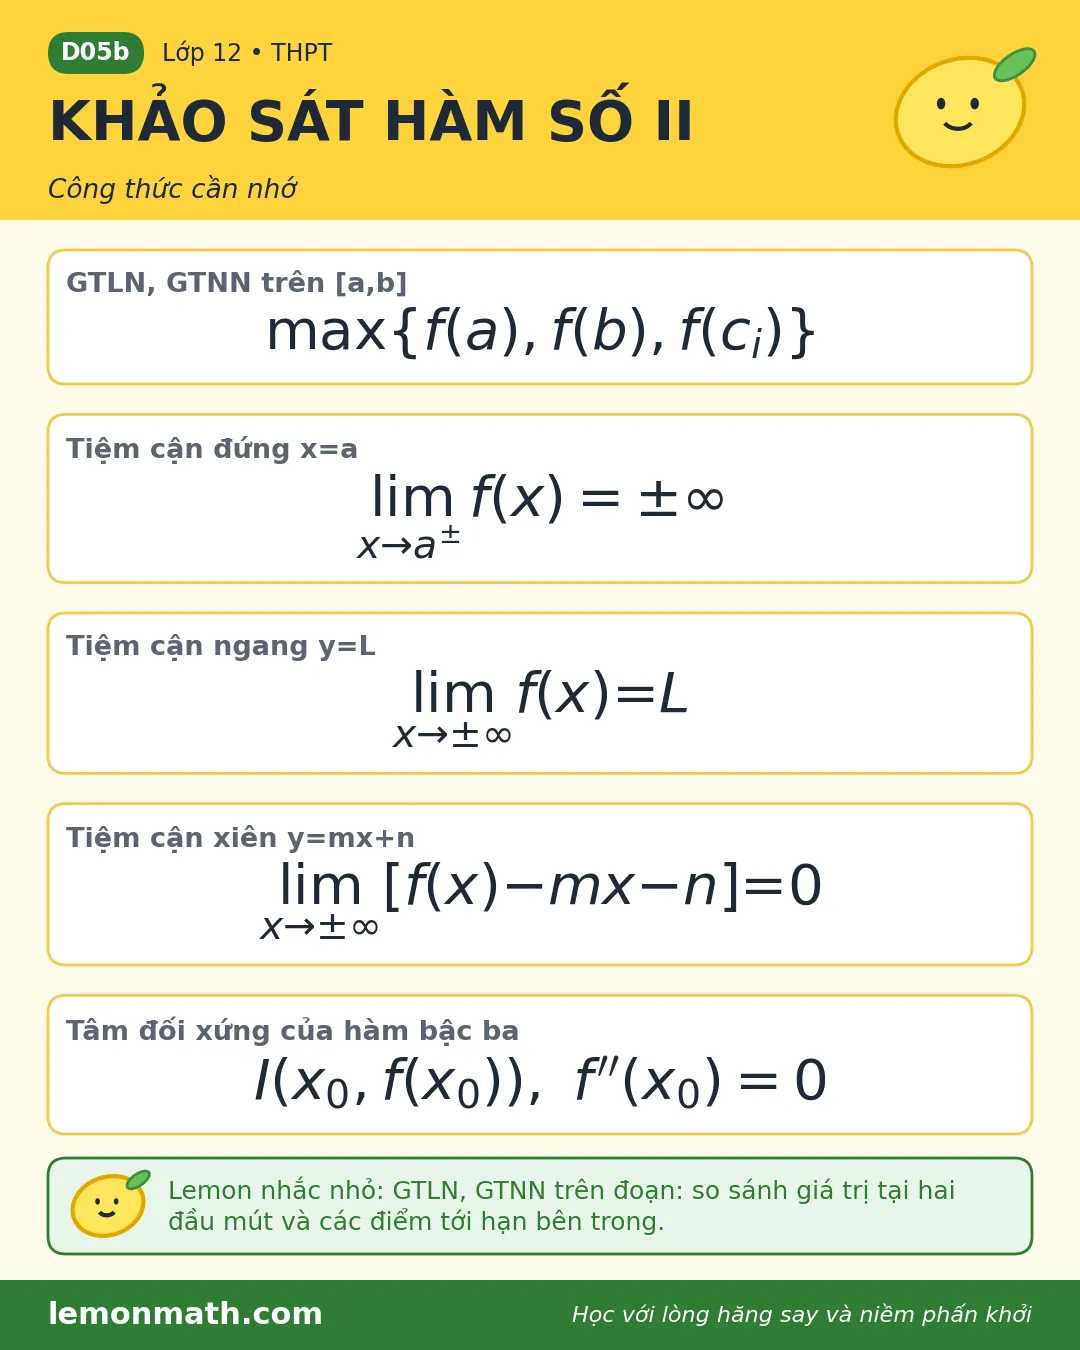 D05b Lớp 12 • THPT
KHẢO SÁT HÀM SỐ II
Công thức cần nhớ
GTLN, GTNN trên [a,b]
max{f(a), f(b), f(cᵢ)}
Tiệm cận đứng x=a
lim f(x) = ±∞
x→a±
Tiệm cận ngang y=L
lim f(x)=L
x→±∞
Tiệm cận xiên y=mx+n
lim [f(x)−mx−n]=0
x→±∞
Tâm đối xứng của hàm bậc ba
I(x₀, f(x₀)), f″(x₀) = 0
Lemon nhắc nhỏ: GTLN, GTNN trên đoạn: so sánh giá trị tại hai
đầu mút và các điểm tới hạn bên trong.
lemonmath.com
Học với lòng hăng say và niềm phấn khởi